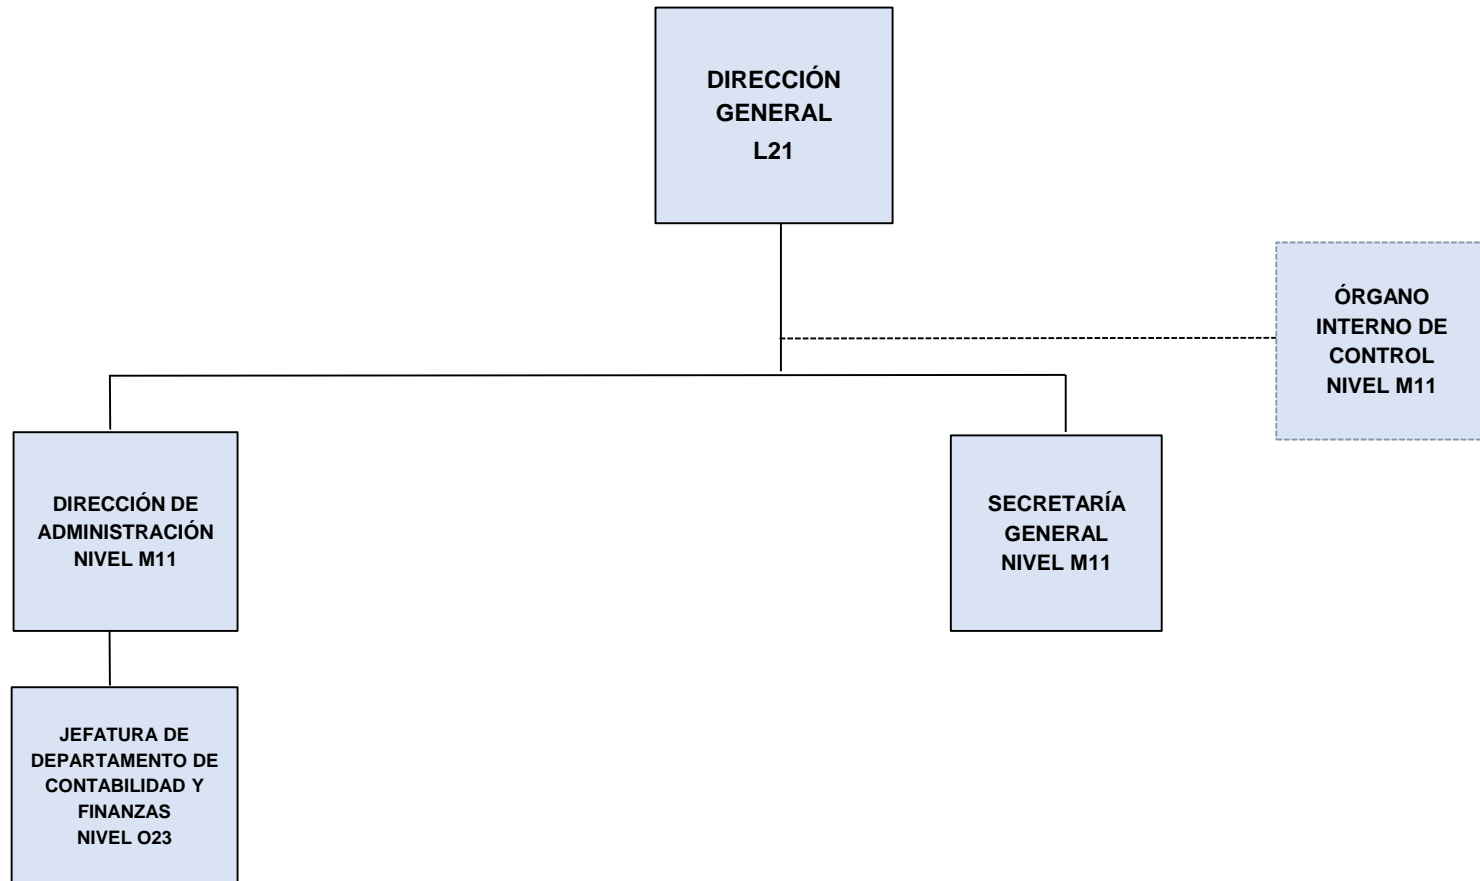 DIRECCIÓN
GENERAL
L21
ÓRGANO
INTERNO DE
CONTROL
NIVEL M11
DIRECCIÓN DE
ADMINISTRACIÓN
NIVEL M11
SECRETARÍA
GENERAL
NIVEL M11
JEFATURA DE
DEPARTAMENTO DE
CONTABILIDAD Y
FINANZAS
NIVEL O23